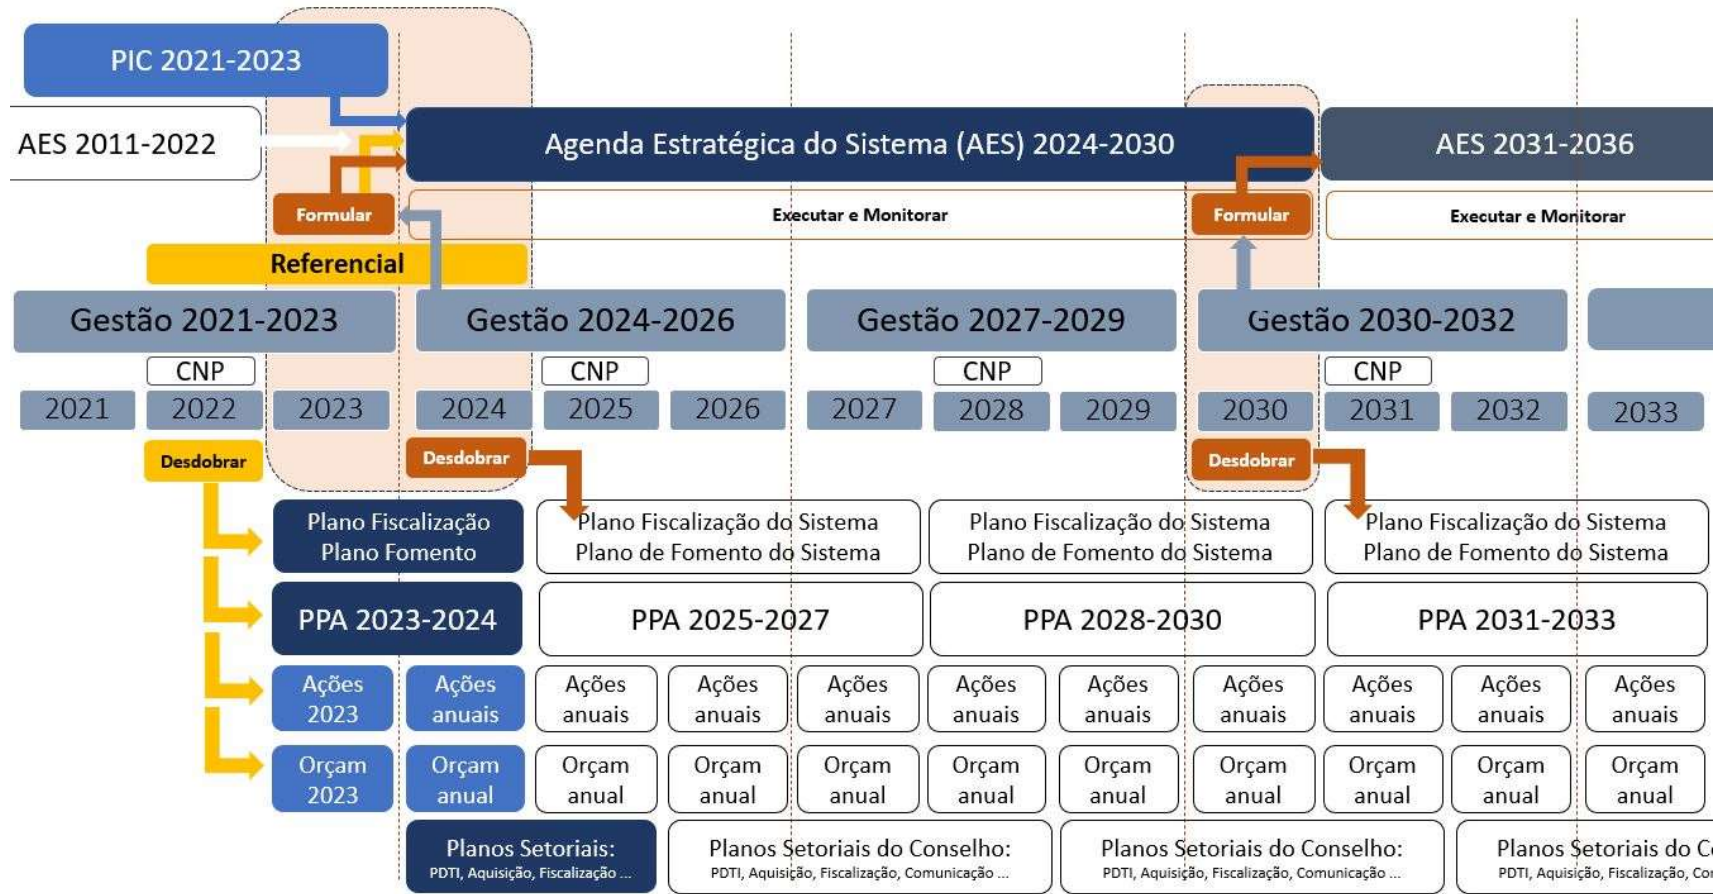 PIC 2021-2023
AES 2011-2022
Agenda Estratégica do Sistema (AES) 2024-2030
AES 2031-2036
Formular
Executar e Monitorar
Formular
Executar e Monitorar
Referencial
Gestão 2021-2023
Gestão 2024-2026
Gestão 2027-2029
Gestão 2030-2032
CNP
CNP
CNP
CNP
2021
2022
2023
2024
2025
2026
2027
2028
2029
2030
2031
2032
2033
Desdobrar
Desdobrar
Desdobrar
Plano Fiscalização
Plano Fomento
Plano Fiscalização do Sistema
Plano de Fomento do Sistema
Plano Fiscalização do Sistema
Plano de Fomento do Sistema
Plano Fiscalização do Sistema
Plano de Fomento do Sistema
PPA 2023-2024
PPA 2025-2027
PPA 2028-2030
PPA 2031-2033
Ações
2023
Ações
anuais
Ações
anuais
Ações
anuais
Ações
anuais
Ações
anuais
Ações
anuais
Ações
anuais
Ações
anuais
Ações
anuais
Ações
anuais
Orçam
2023
Orçam
anual
Orçam
anual
Orçam
anual
Orçam
anual
Orçam
anual
Orçam
anual
Orçam
anual
Orçam
anual
Orçam
anual
Orçam
anual
Planos Setoriais:
PDTI, Aquisição, Fiscalização ...
Planos Setoriais do Conselho:
PDTI, Aquisição, Fiscalização, Comunicação ...
Planos Setoriais do Conselho:
PDTI, Aquisição, Fiscalização, Comunicação ...
Planos Setoriais do
PDTI, Aquisição, Fiscalização,